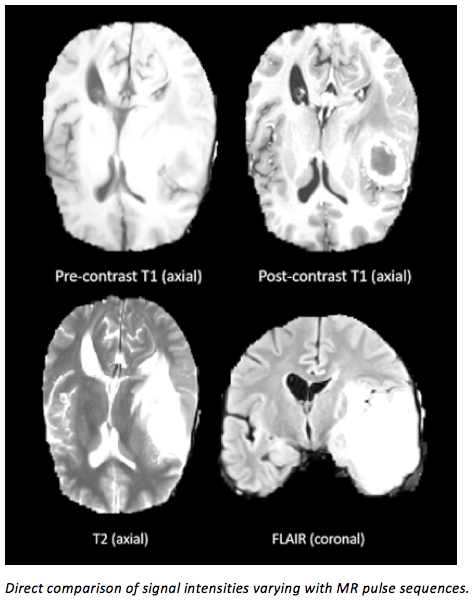 Pre-contrast T1 (axial)
Post-contrast T1 (axial)
T2 (axial)
FLAIR (coronal)
Direct comparison of signal intensities varying with MR pulse sequences.